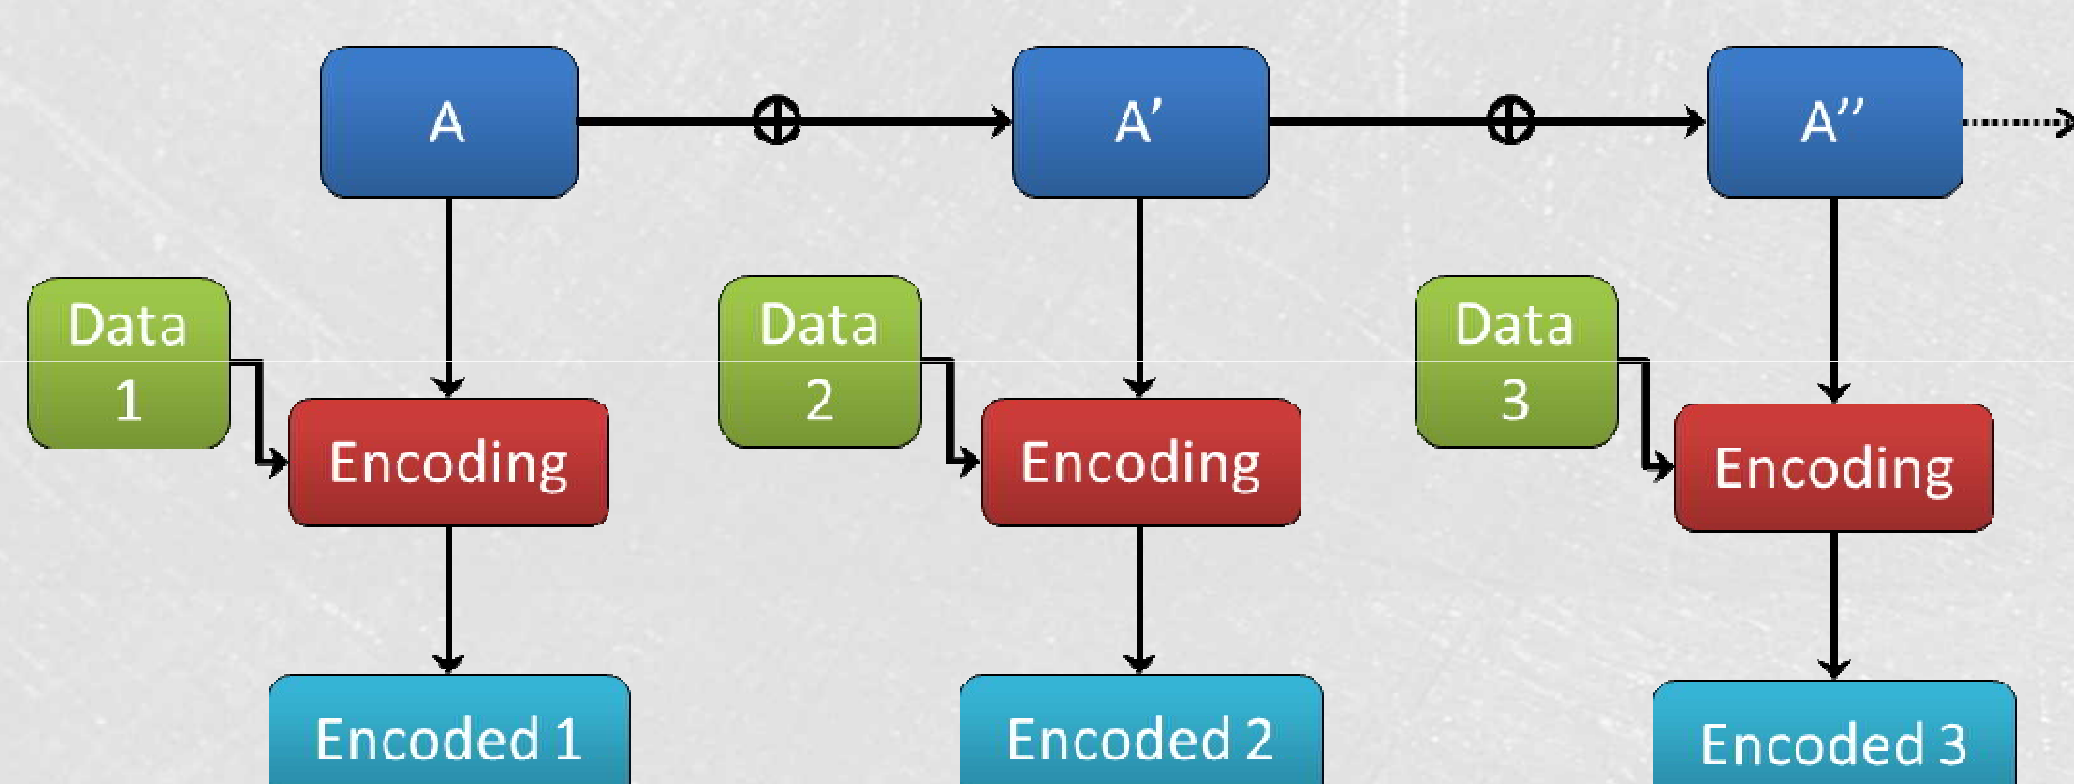 A
A’
A’’
Data
1
Data
2
Data
3
Encoding
Encoding
Encoding
Encoded 1
Encoded 2
Encoded 3